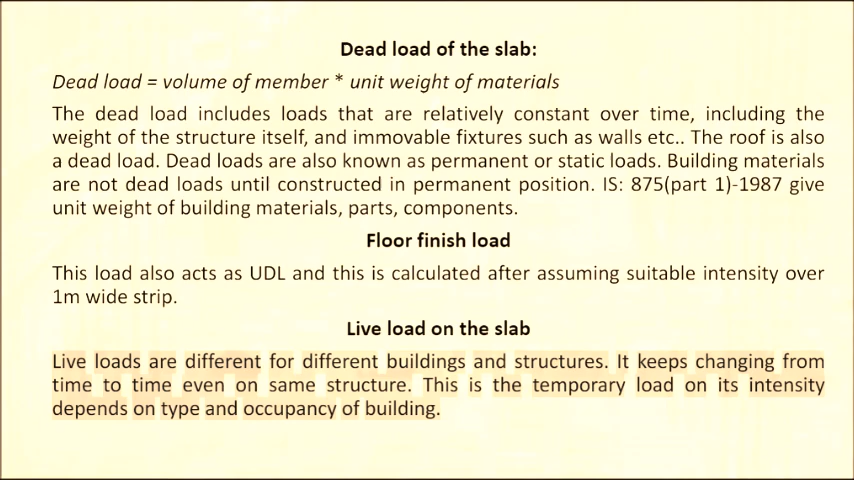 Dead load of the slab:
Dead load = volume of member * unit weight of materials
The dead load includes loads that are relatively constant over time, including the
weight of the structure itself, and immovable fixtures such as walls etc.. The roof is also
a dead load. Dead loads are also known as permanent or static loads. Building materials
are not dead loads until constructed in permanent position. IS: 875(part 1)-1987 give
unit weight of building materials, parts, components.
Floor finish load
This load also acts as UDL and this is calculated after assuming suitable intensity over
1m wide strip.
Live load on the slab
Live loads are different for different buildings and structures. It keeps changing from
time to time even on same structure. This is the temporary load on its intensity
depends on type and occupancy of building.